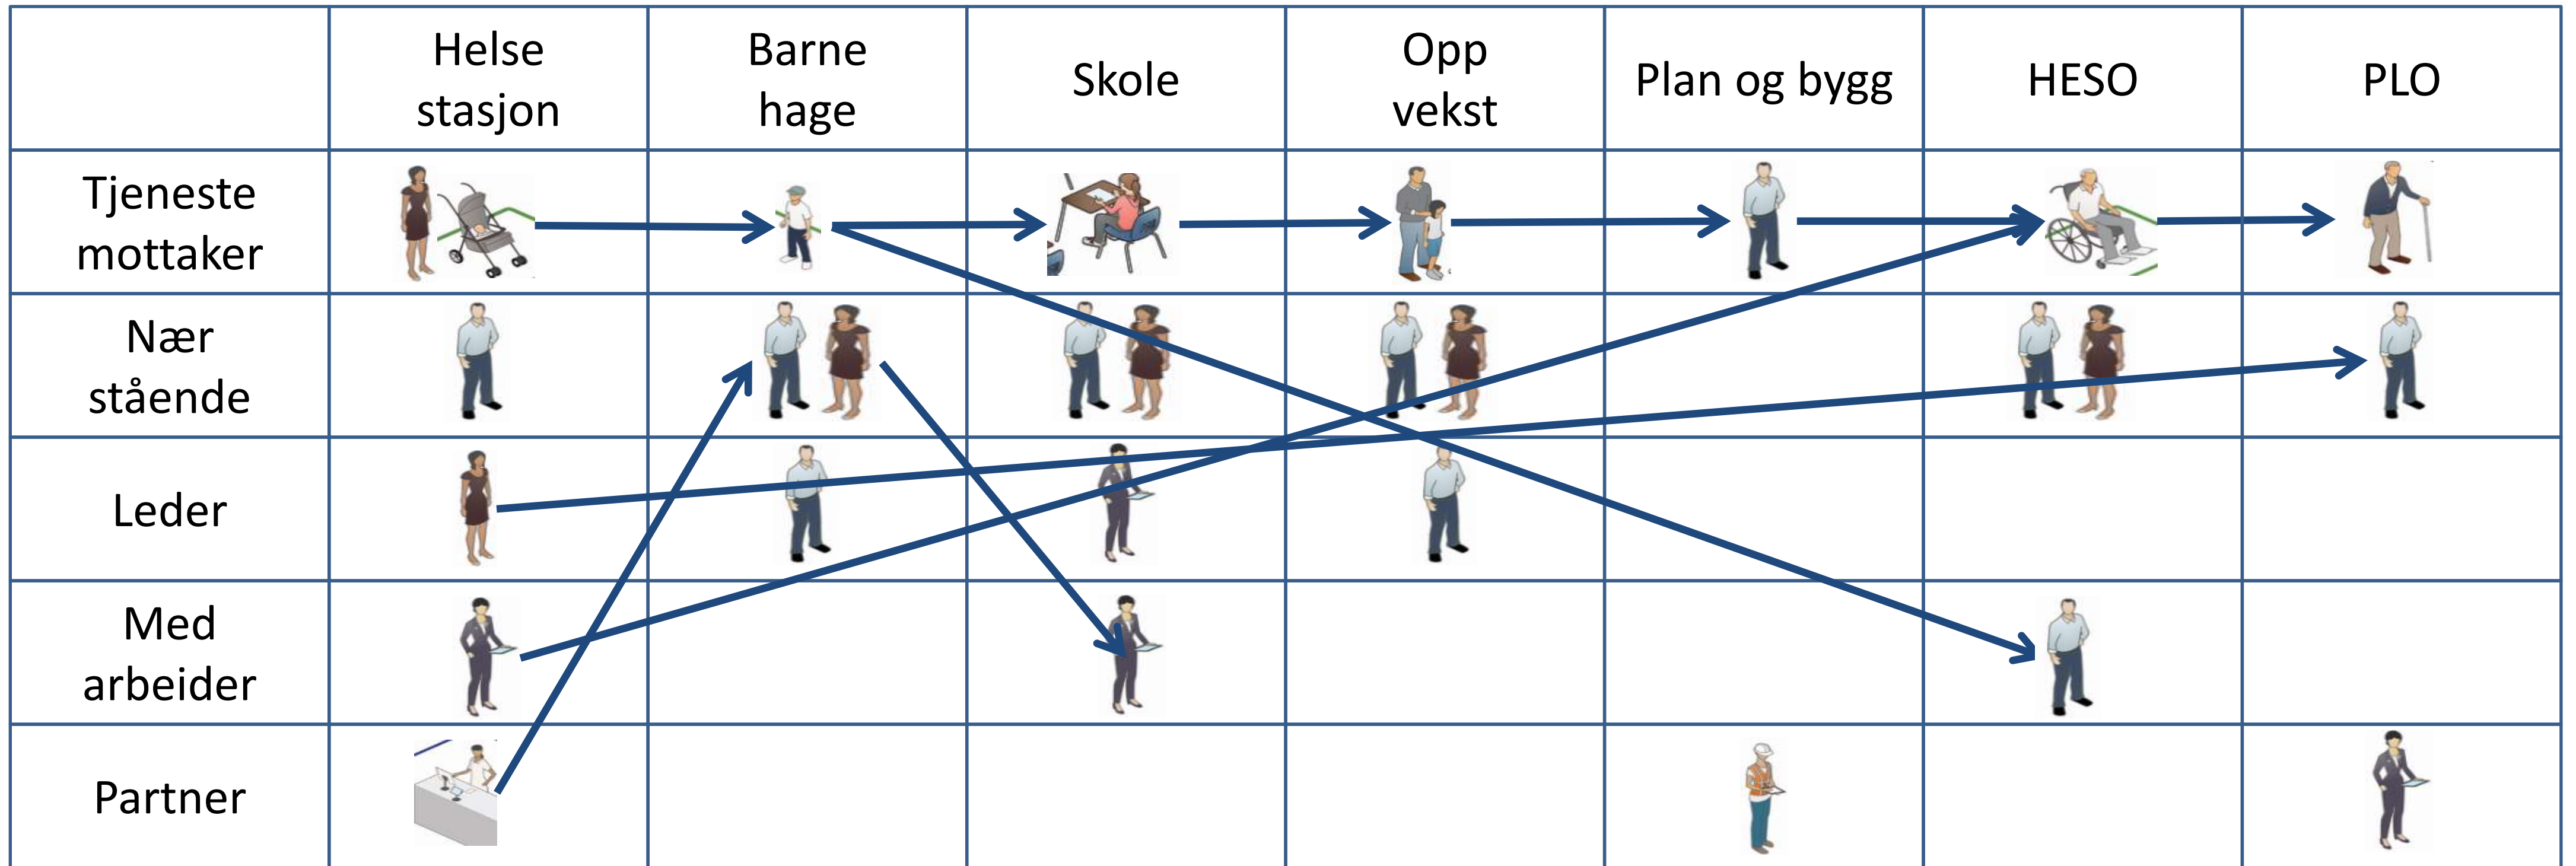 Helse
stasjon
Barne
hage
Skole
Opp
vekst
Plan og bygg
HESO
PLO
Tjeneste
mottaker
Nær
stående
Leder
Med
arbeider
Partner